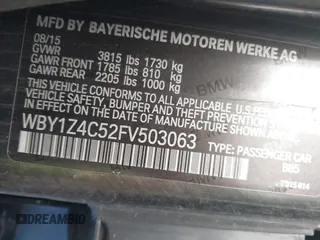 MFD BY BAYERISCHE MOTOREN WERKE AG
08/15
GVWR 3815 lbs 1730 kg
GAWR FRONT 1785 lbs 810 kg
GAWR REAR 2205 lbs 1000 kg
THIS VEHICLE CONFORMS TO ALL APPLICABLE
FEDERAL MOTOR VEHICLE SAFETY,
BUMPER, AND THEFT PREVENTION
STANDARDS IN EFFECT ON THE DATE OF
MANUFACTURE SHOWN ABOVE.
WBY1Z4C52FV503063
TYPE: PASSENGER CAR
B85
DREAMBID